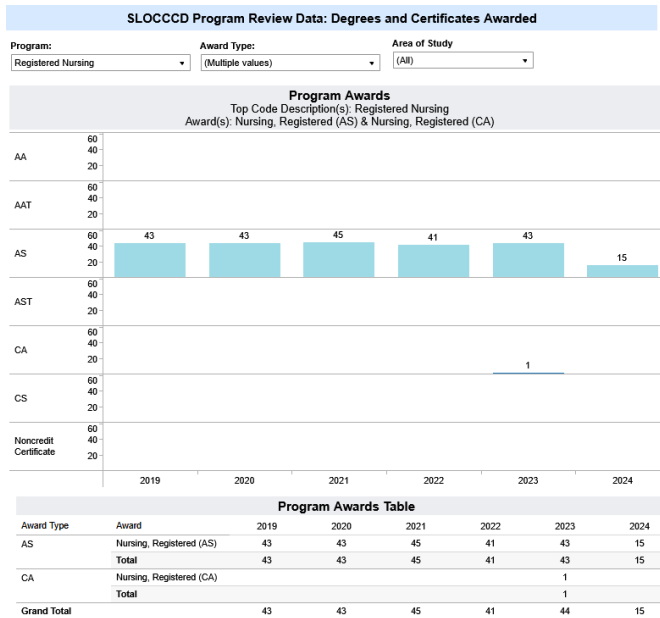 SLOCCCD Program Review Data: Degrees and Certificates Awarded
Program: Award Type: Area of Study
Registered Nursing (Multiple values) (All)
Program Awards
Top Code Description(s): Registered Nursing
Award(s): Nursing, Registered (AS) & Nursing, Registered (CA)
AA 60 40 20
AAT 60 40 20
AS 60 40 20 43 43 45 41 43 15
AST 60 40 20
CA 60 40 20 1
CS 60 40 20
Noncredit Certificate 60 40 20
2019 2020 2021 2022 2023 2024
Program Awards Table
Award Type Award 2019 2020 2021 2022 2023 2024
AS Nursing, Registered (AS) 43 43 45 41 43 15
Total 43 43 45 41 43 15
CA Nursing, Registered (CA) 1
Total 1
Grand Total 43 43 45 41 44 15